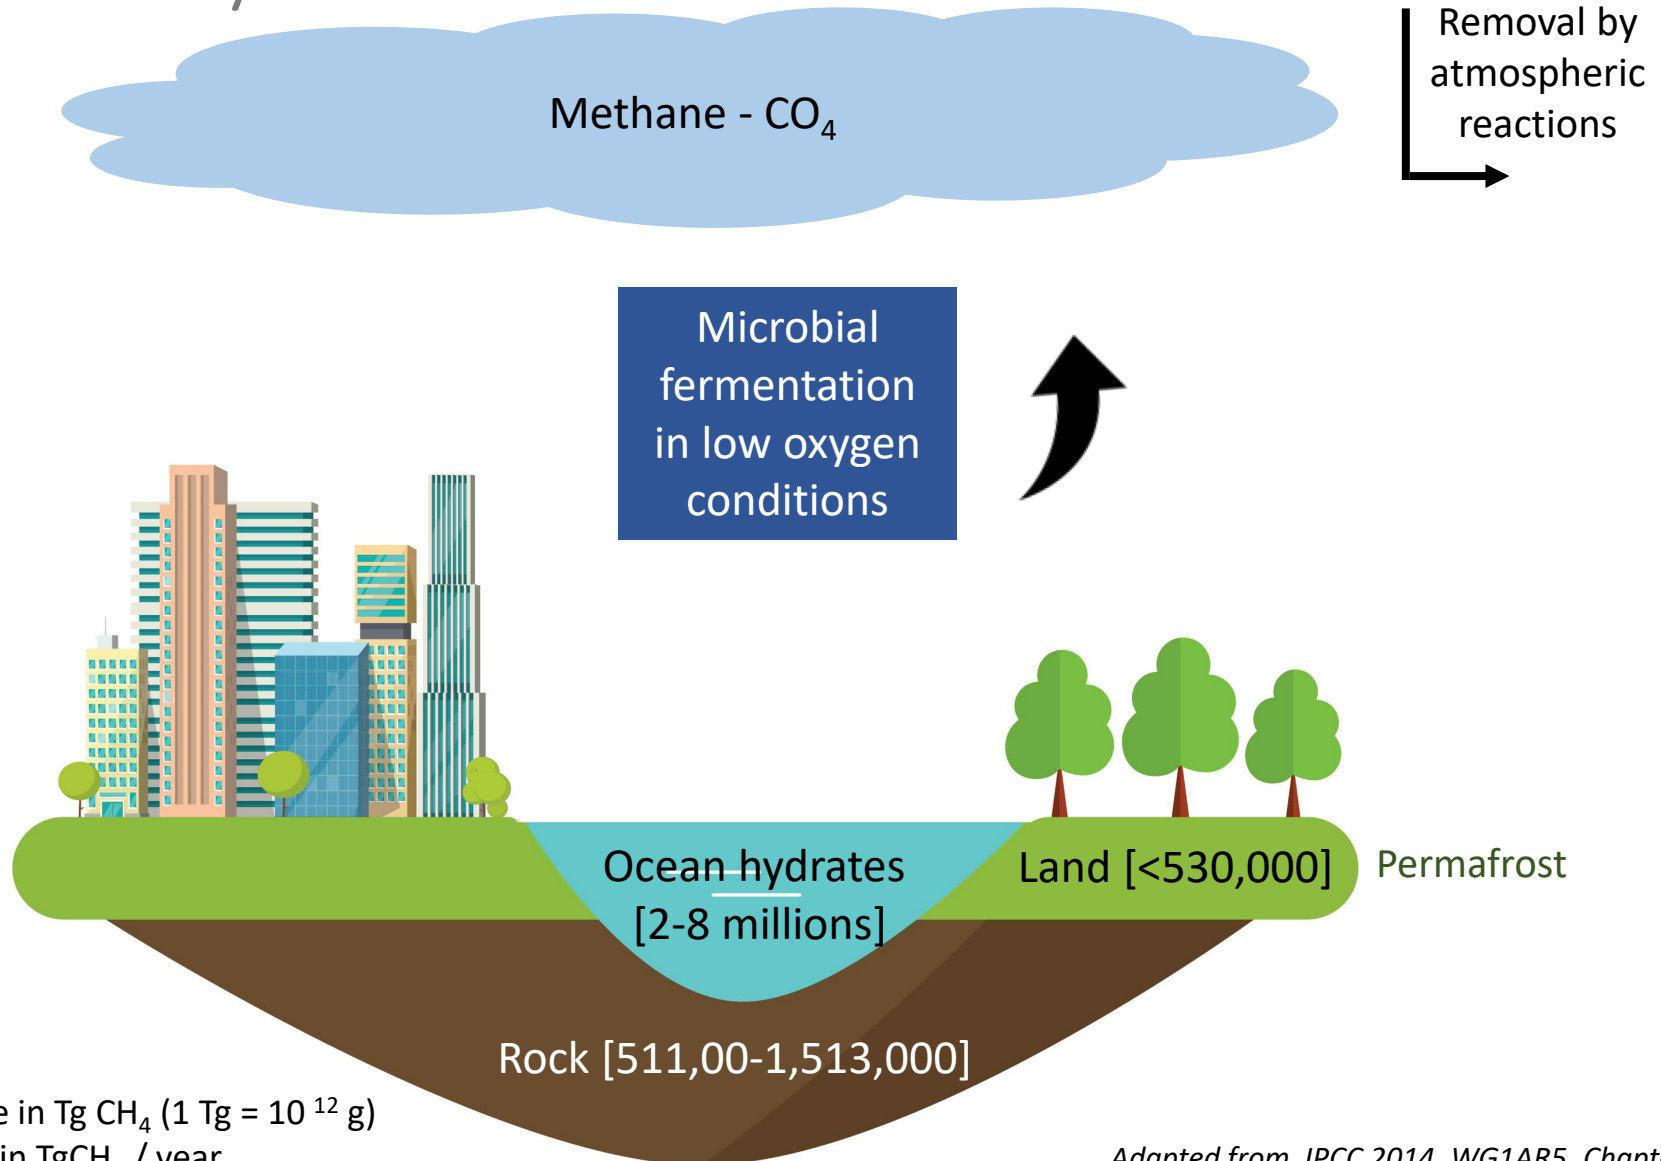 Removal by
atmospheric
reactions
Methane - CO₄
Microbial
fermentation
in low oxygen
conditions
Ocean hydrates
[2-8 millions]
Land [<530,000]
Permafrost
Rock [511,00-1,513,000]
in Tg CH₄ (1 Tg = 10 ¹² g)
in TgCH / year
Adapted from IPCC 2014, WG1AR5,